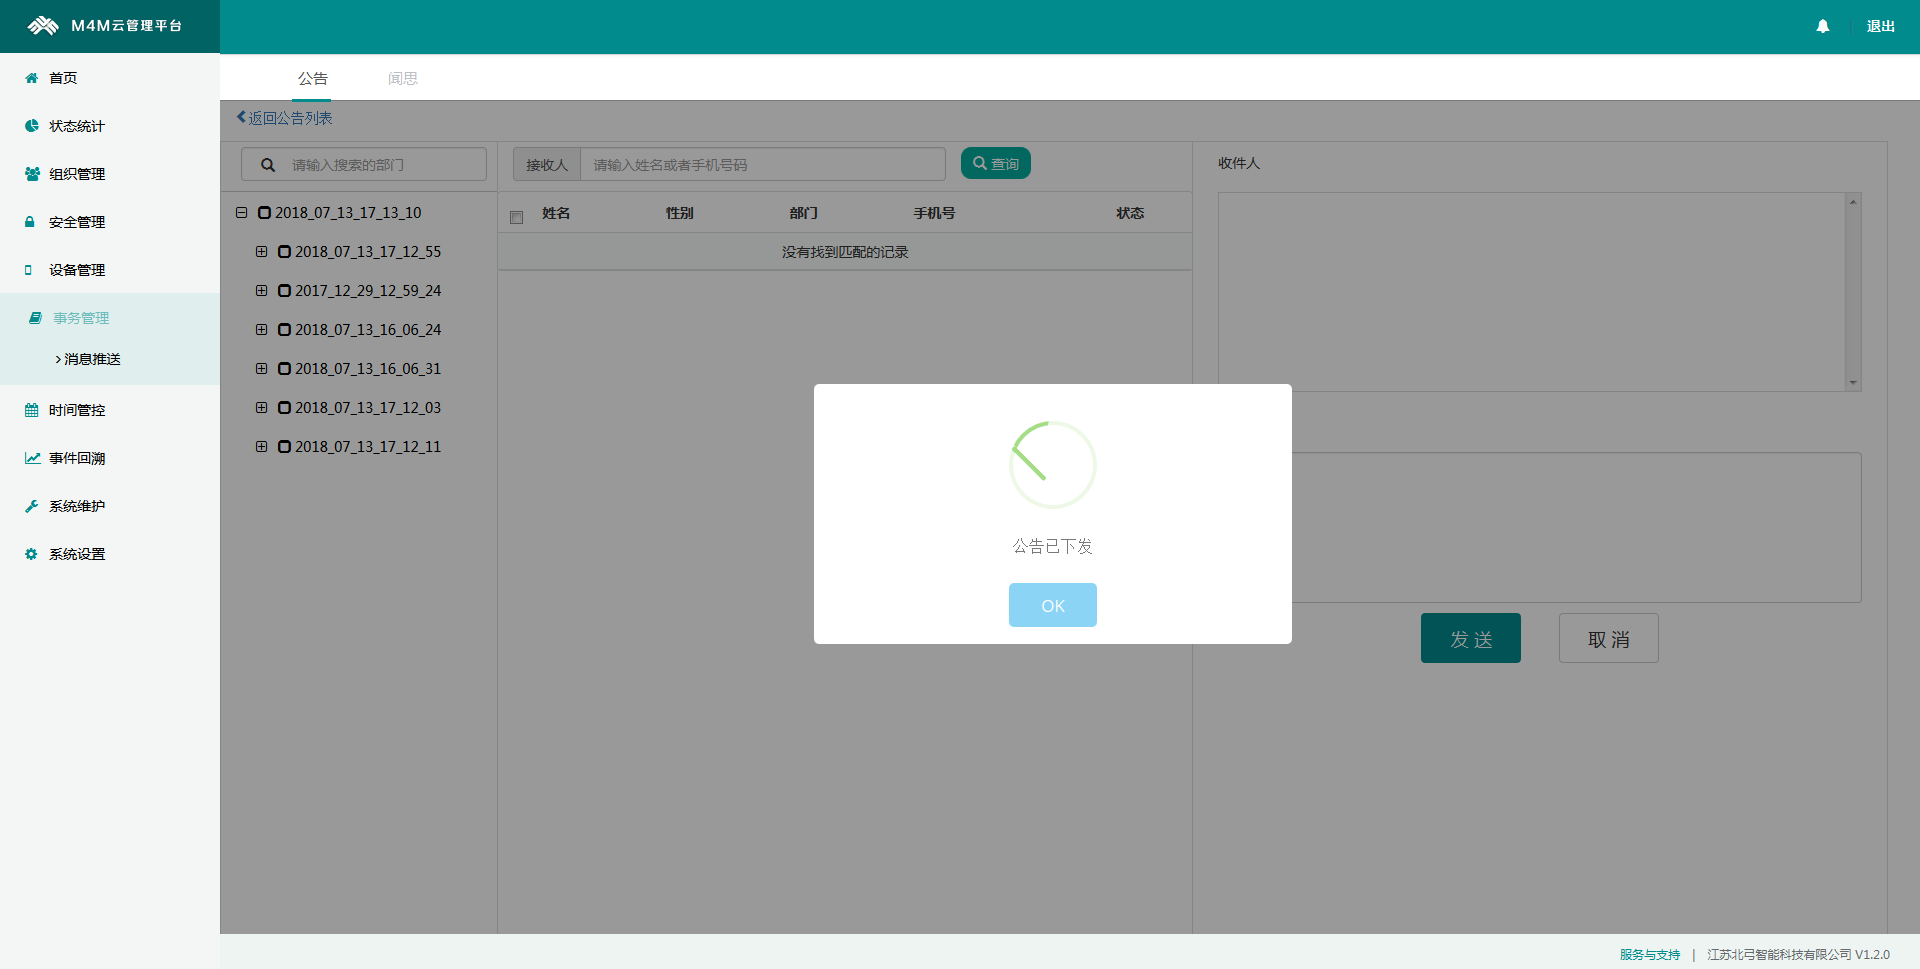 M4M云管理平台
退出
首页
状态统计
组织管理
安全管理
设备管理
事务管理
消息推送
时间管控
事件回溯
系统维护
系统设置
公告 闻思
返回公告列表
请输入搜索的部门
2018_07_13_17_13_10
2018_07_13_17_12_55
2017_12_29_12_59_24
2018_07_13_16_06_24
2018_07_13_16_06_31
2018_07_13_17_12_03
2018_07_13_17_12_11
接收人 请输入姓名或者手机号码 查询
姓名 性别 部门 手机号 状态
没有找到匹配的记录
收件人
公告已下发
OK
发 送 取 消
服务与支持 | 江苏北弓智能科技有限公司 V1.2.0